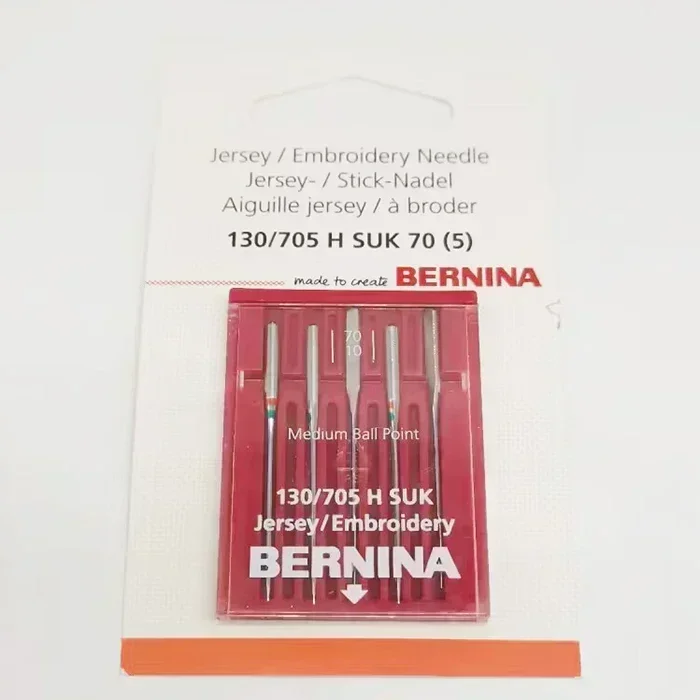 Jersey / Embroidery Needle
Jersey- / Stick-Nadel
Aiguille jersey / à broder
130/705 H SUK 70 (5)
made to create BERNINA
70
10
Medium Ball Point
130/705 H SUK
Jersey/Embroidery
BERNINA